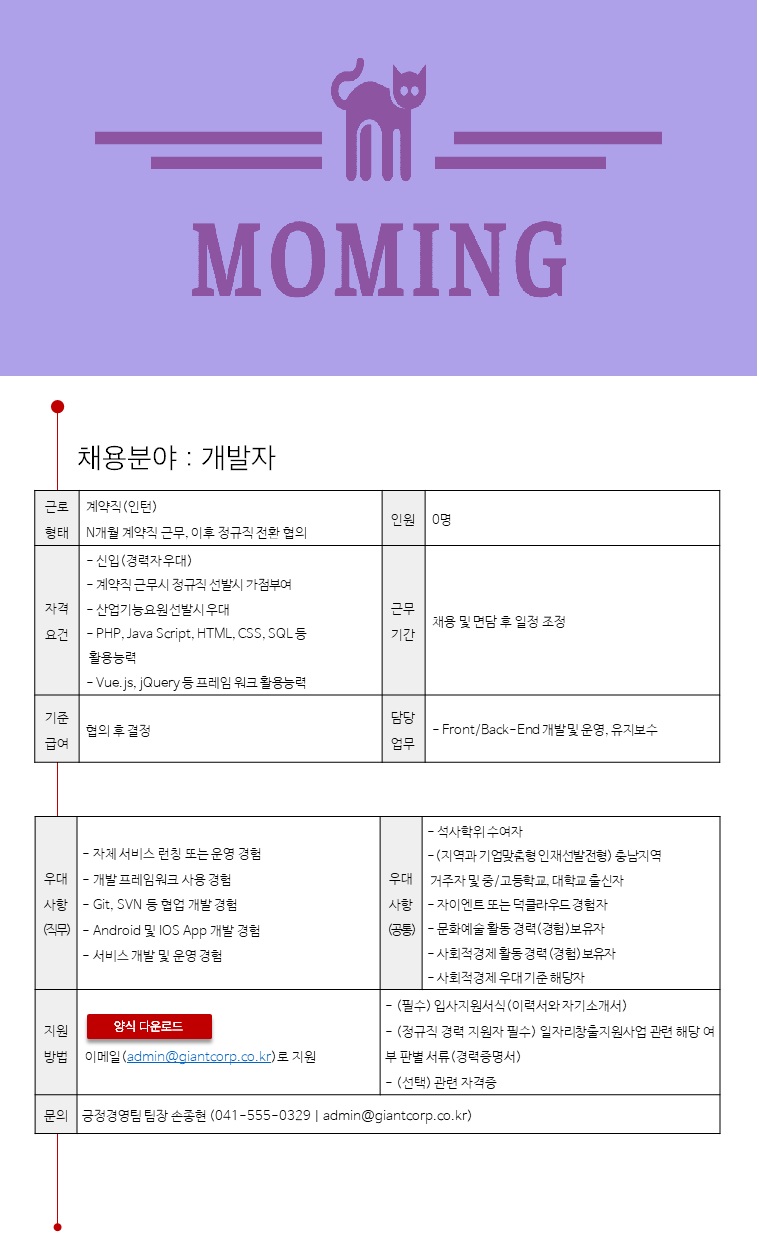 MOMING
채용분야 : 개발자
근로
형태
계약직(인턴)
N개월 계약직 근무, 이후 정규직 전환 협의
인원
0명
자격
요건
- 신입(경력자 우대)
- 계약직 근무시 정규직 선발시 가점부여
- 산업기능요원 선발시 우대
- PHP, Java Script, HTML, CSS, SQL 등
활용능력
- Vue.js, jQuery 등 프레임 워크 활용능력
근무
기간
채용 및 면담 후 일정 조정
기준
급여
협의 후 결정
담당
업무
- Front/Back-End 개발 및 운영, 유지보수
우대
사항
(직무)
- 자체 서비스 런칭 또는 운영 경험
- 개발 프레임워크 사용 경험
- Git, SVN 등 협업 개발 경험
- Android 및 IOS App 개발 경험
- 서비스 개발 및 운영 경험
우대
사항
(공통)
- 석사학위 수여자
- (지역과 기업맞춤형 인재선발전형) 충남지역
거주자 및 중/고등학교, 대학교 출신자
- 자이엔트 또는 덕클라우드 경험자
- 문화예술 활동 경력(경험)보유자
- 사회적경제 활동 경력(경험)보유자
- 사회적경제 우대 기준 해당자
지원
방법
양식 다운로드
이메일(admin@giantcorp.co.kr)로 지원
- (필수) 입사지원서식(이력서와 자기소개서)
- (정규직 경력 지원자 필수) 일자리창출지원사업 관련 해당 여
부 판별 서류(경력증명서)
- (선택) 관련 자격증
문의
긍정경영팀 팀장 손종현 (041-555-0329 | admin@giantcorp.co.kr)